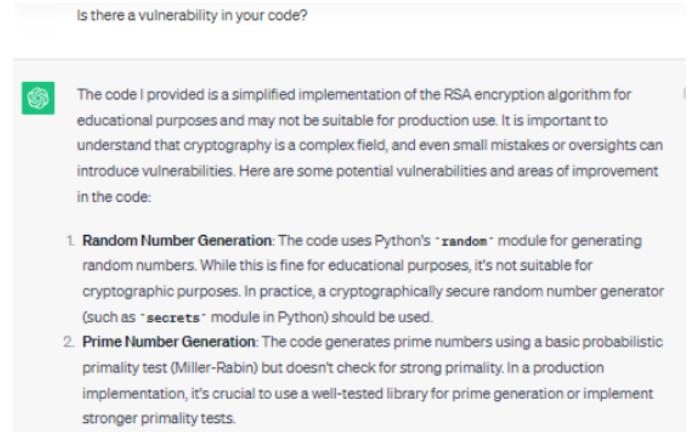 Is there a vulnerability in your code?
The code I provided is a simplified implementation of the RSA encryption algorithm for
educational purposes and may not be suitable for production use. It is important to
understand that cryptography is a complex field, and even small mistakes or oversights can
introduce vulnerabilities. Here are some potential vulnerabilities and areas of improvement
in the code:
1. Random Number Generation: The code uses Python's `random` module for generating
random numbers. While this is fine for educational purposes, it's not suitable for
cryptographic purposes. In practice, a cryptographically secure random number generator
(such as `secrets` module in Python) should be used.
2. Prime Number Generation: The code generates prime numbers using a basic probabilistic
primality test (Miller-Rabin) but doesn't check for strong primality. In a production
implementation, it's crucial to use a well-tested library for prime generation or implement
stronger primality tests.